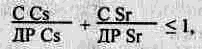 C Cs / ДР Cs + C Sr / ДР Sr ≤ 1,